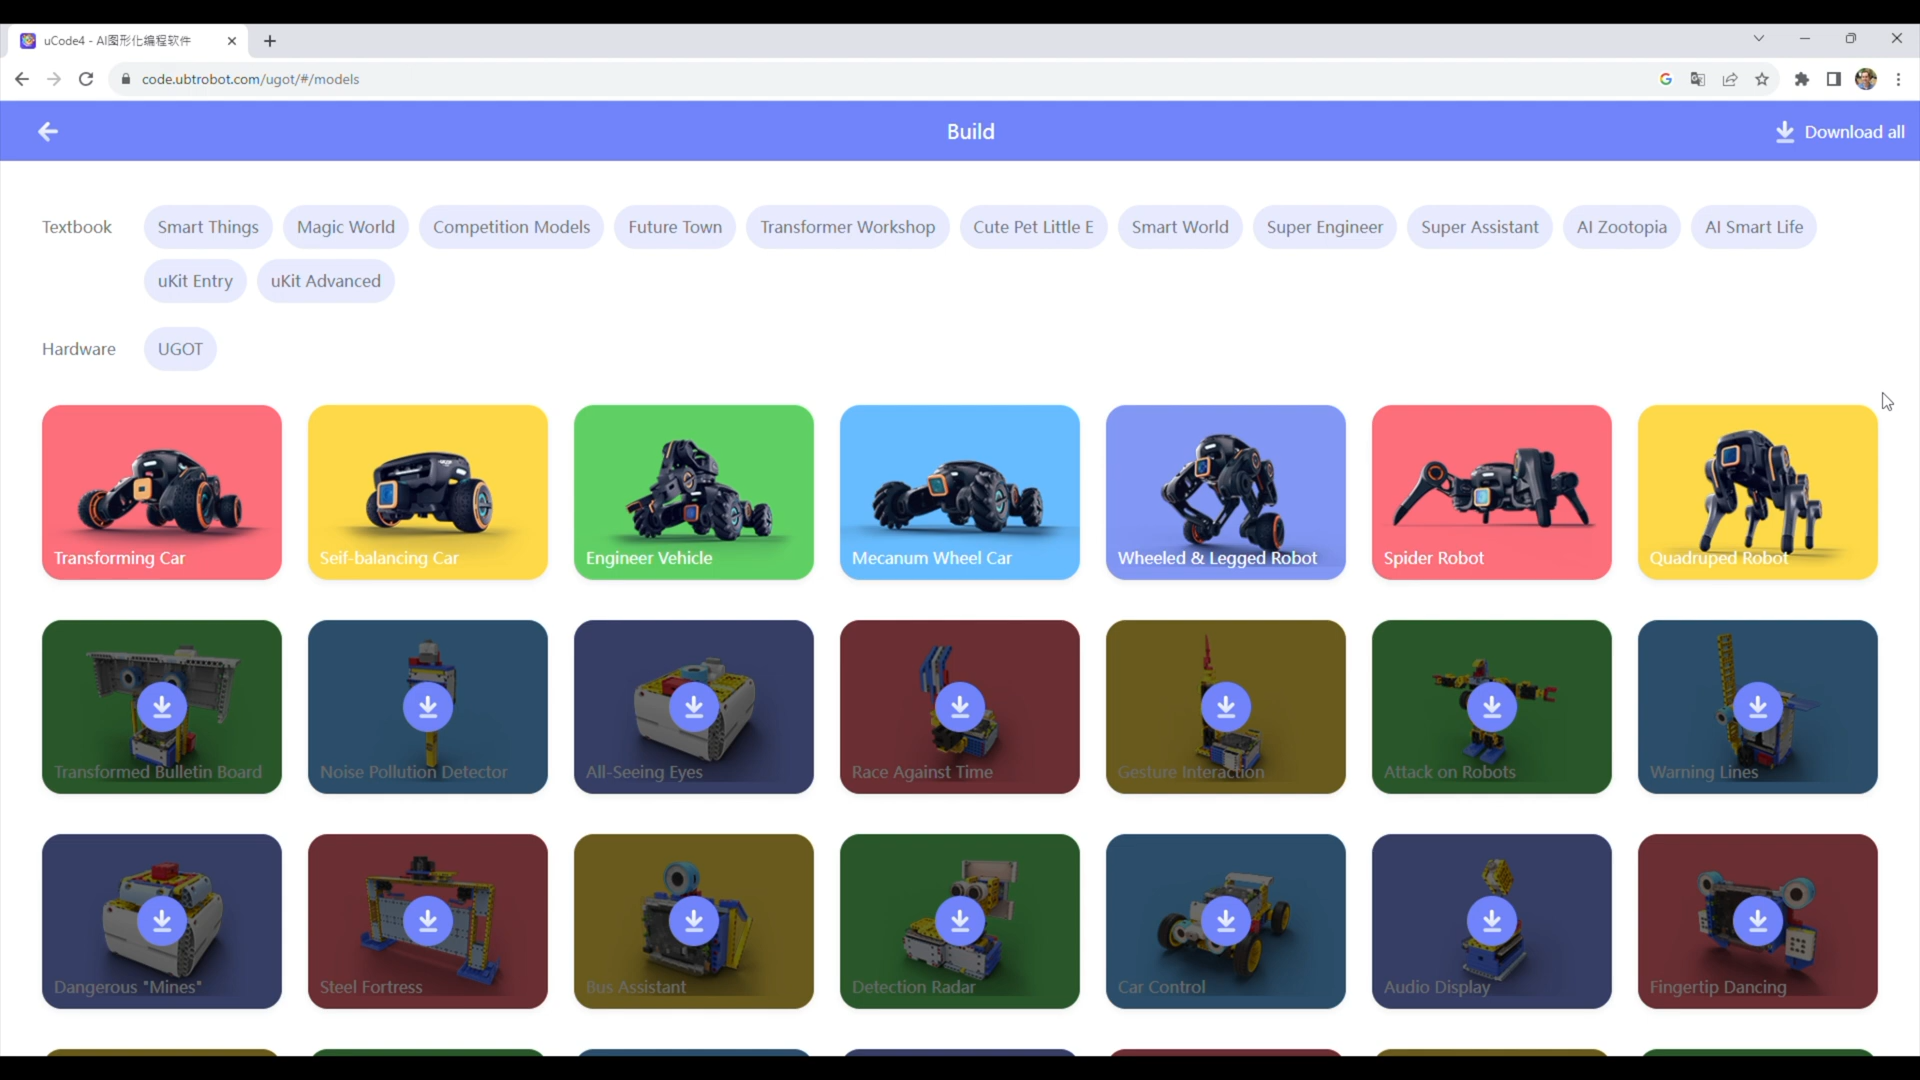 uCode4 - AI图形化编程软件
code.ubtrobot.com/ugot/#/models
Build
Download all
Textbook
Smart Things
Magic World
Competition Models
Future Town
Transformer Workshop
Cute Pet Little E
Smart World
Super Engineer
Super Assistant
AI Zootopia
AI Smart Life
uKit Entry
uKit Advanced
Hardware
UGOT
Transforming Car
Seif-balancing Car
Engineer Vehicle
Mecanum Wheel Car
Wheeled & Legged Robot
Spider Robot
Quadruped Robot
Transformed Bulletin Board
Noise Pollution Detector
All-Seeing Eyes
Race Against Time
Gesture Interaction
Attack on Robots
Warning Lines
Dangerous "Mines"
Steel Fortress
Bus Assistant
Detection Radar
Car Control
Audio Display
Fingertip Dancing